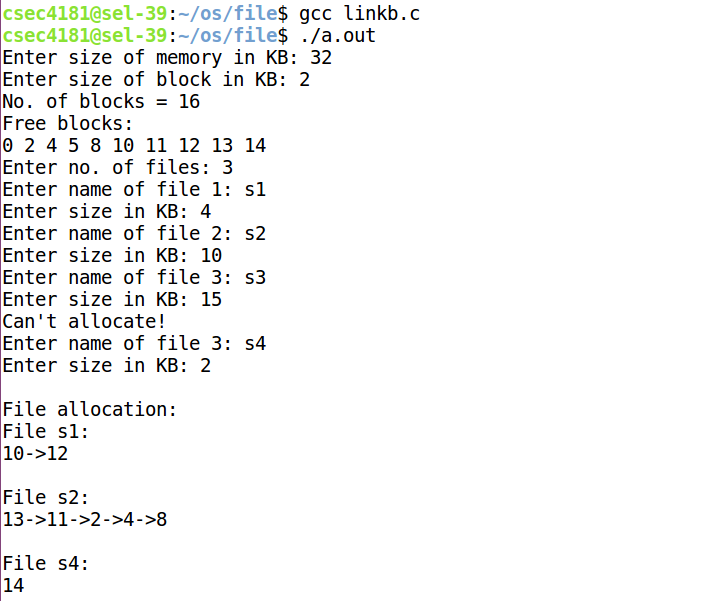 csec4181@sel-39:~/os/file$ gcc linkb.c
csec4181@sel-39:~/os/file$ ./a.out
Enter size of memory in KB: 32
Enter size of block in KB: 2
No. of blocks = 16
Free blocks:
0 2 4 5 8 10 11 12 13 14
Enter no. of files: 3
Enter name of file 1: s1
Enter size in KB: 4
Enter name of file 2: s2
Enter size in KB: 10
Enter name of file 3: s3
Enter size in KB: 15
Can't allocate!
Enter name of file 3: s4
Enter size in KB: 2
File allocation:
File s1:
10->12
File s2:
13->11->2->4->8
File s4:
14